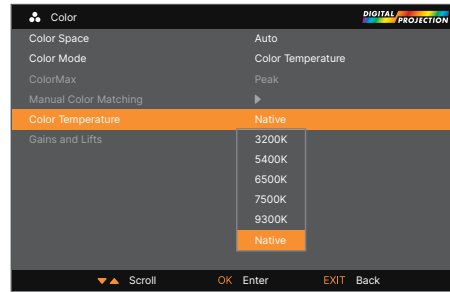 Color
DIGITAL PROJECTION
Color Space Auto
Color Mode Color Temperature
ColorMax Peak
Manual Color Matching
Color Temperature Native
Gains and Lifts
3200K
5400K
6500K
7500K
9300K
Native
Scroll OK Enter EXIT Back